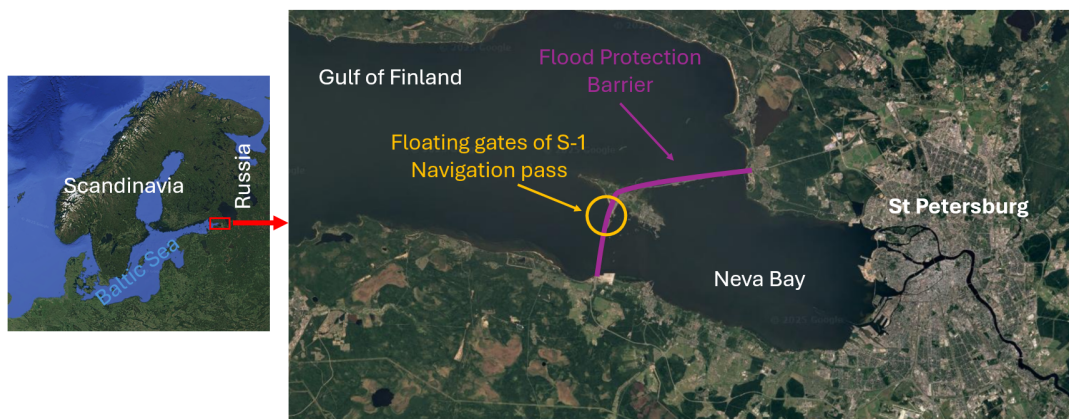 Scandinavia
Russia
Baltic Sea
Gulf of Finland
Flood Protection
Barrier
Floating gates of S-1
Navigation pass
St Petersburg
Neva Bay